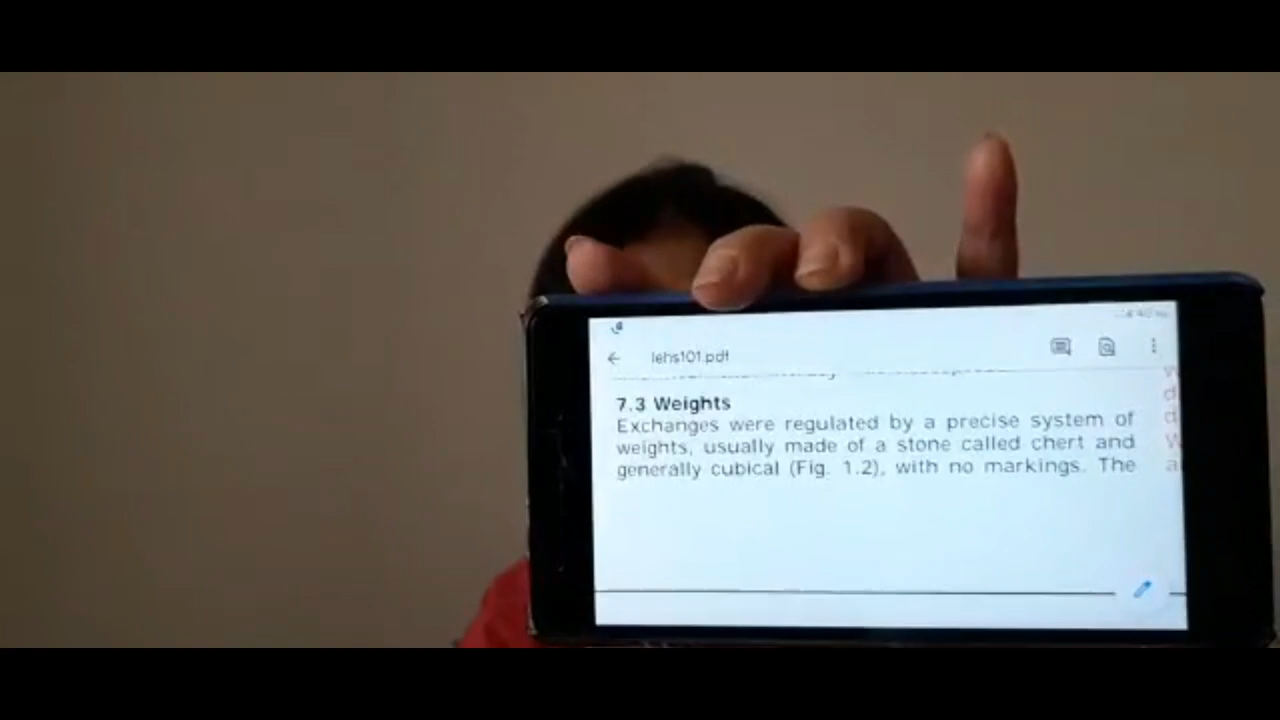 lehs101.pdf
7.3 Weights
Exchanges were regulated by a precise system of
weights, usually made of a stone called chert and
generally cubical (Fig. 1.2), with no markings. The